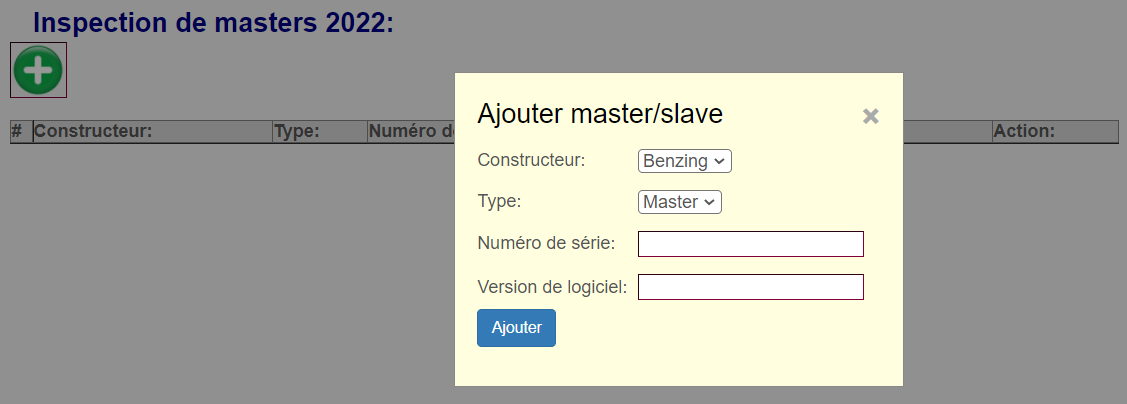 Inspection de masters 2022:
Ajouter master/slave
# Constructeur: Type: Numéro Action:
Constructeur: Benzing
Type: Master
Numéro de série:
Version de logiciel:
Ajouter